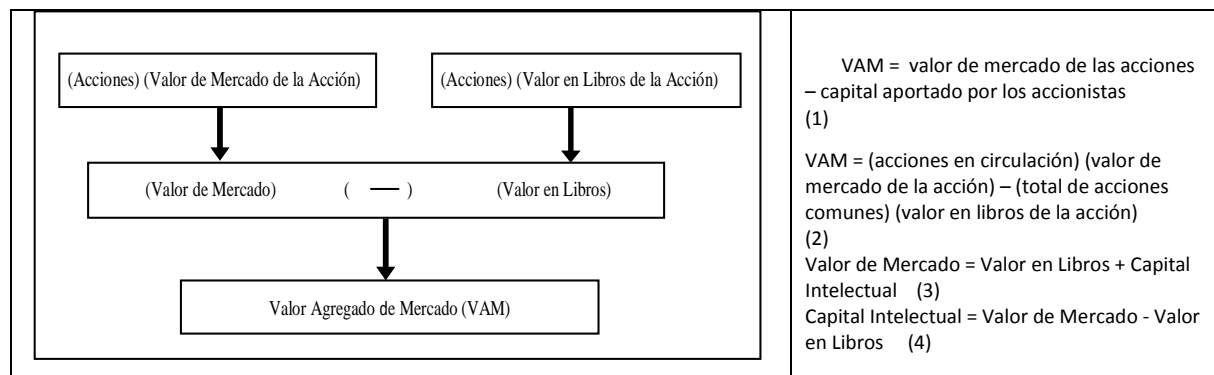 (Acciones) (Valor de Mercado de la Acción)
(Acciones) (Valor en Libros de la Acción)
(Valor de Mercado) ( — ) (Valor en Libros)
Valor Agregado de Mercado (VAM)
VAM = valor de mercado de las acciones
– capital aportado por los accionistas
(1)
VAM = (acciones en circulación) (valor de
mercado de la acción) – (total de acciones
comunes) (valor en libros de la acción)
(2)
Valor de Mercado = Valor en Libros + Capital
Intelectual (3)
Capital Intelectual = Valor de Mercado - Valor
en Libros (4)